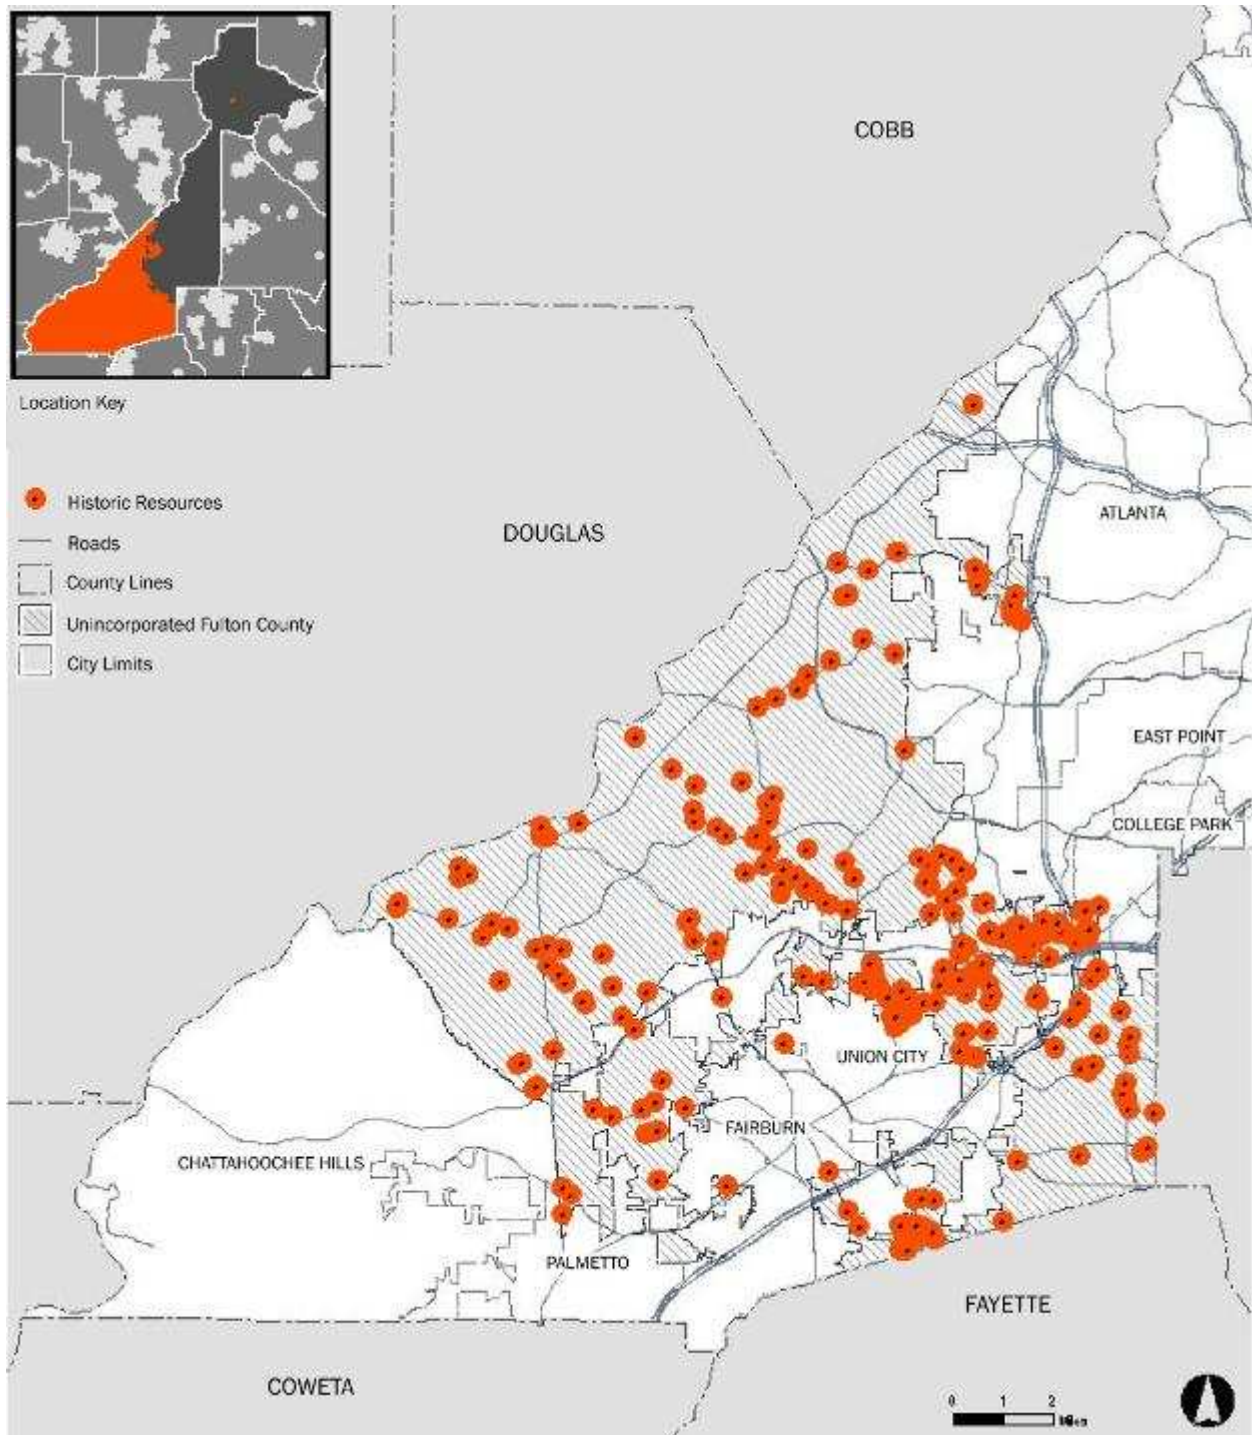 COBB
Location Key
Historic Resources
DOUGLAS
ATLANTA
Roads
County Lines
Unincorporated Fulton County
City Limits
EAST POINT
COLLEGE PARK
UNION CITY
FAIRBURN
CHATTAHOOCHEE HILLS
PALMETTO
FAYETTE
COWETA
0 1 2
Miles